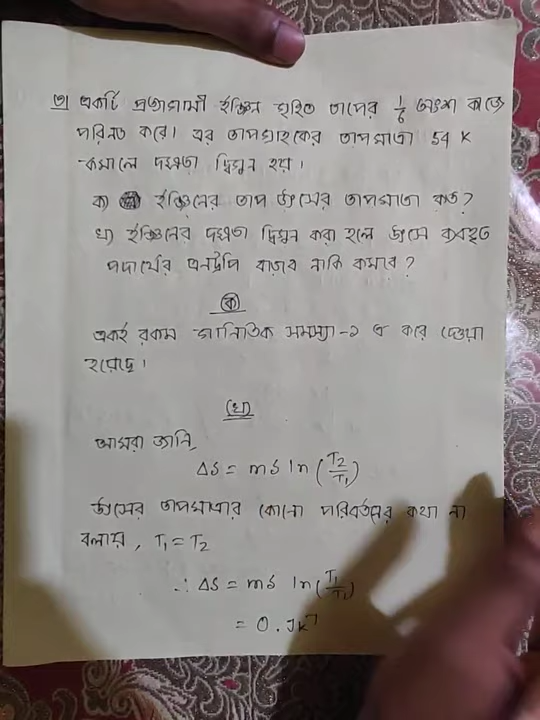 ৩) একটি প্রত্যাগামী ইঞ্জিন গৃহিত তাপের 1/6 অংশ কাজে
পরিনত করে। এর তাপগ্রাহকের তাপমাত্রা 54 K
কমালে দক্ষতা দ্বিগুন হয়।
ক) ইঞ্জিনের তাপ উৎসের তাপমাত্রা কত?
খ) ইঞ্জিনের দক্ষতা দ্বিগুন করা হলে উৎসে ব্যবহৃত
পদার্থের এনট্রপি বাড়বে নাকি কমবে?
(ক)
একই রকম গানিতিক সমস্যা-১ এ করে দেওয়া
হয়েছে।
(খ)
আমরা জানি,
ΔS = mS ln (T₂/T₁)
উৎসের তাপমাত্রার কোনো পরিবর্তনের কথা না
বলায়, T₁ = T₂
∴ ΔS = mS ln (T₁/T₁)
= 0. JK⁻¹